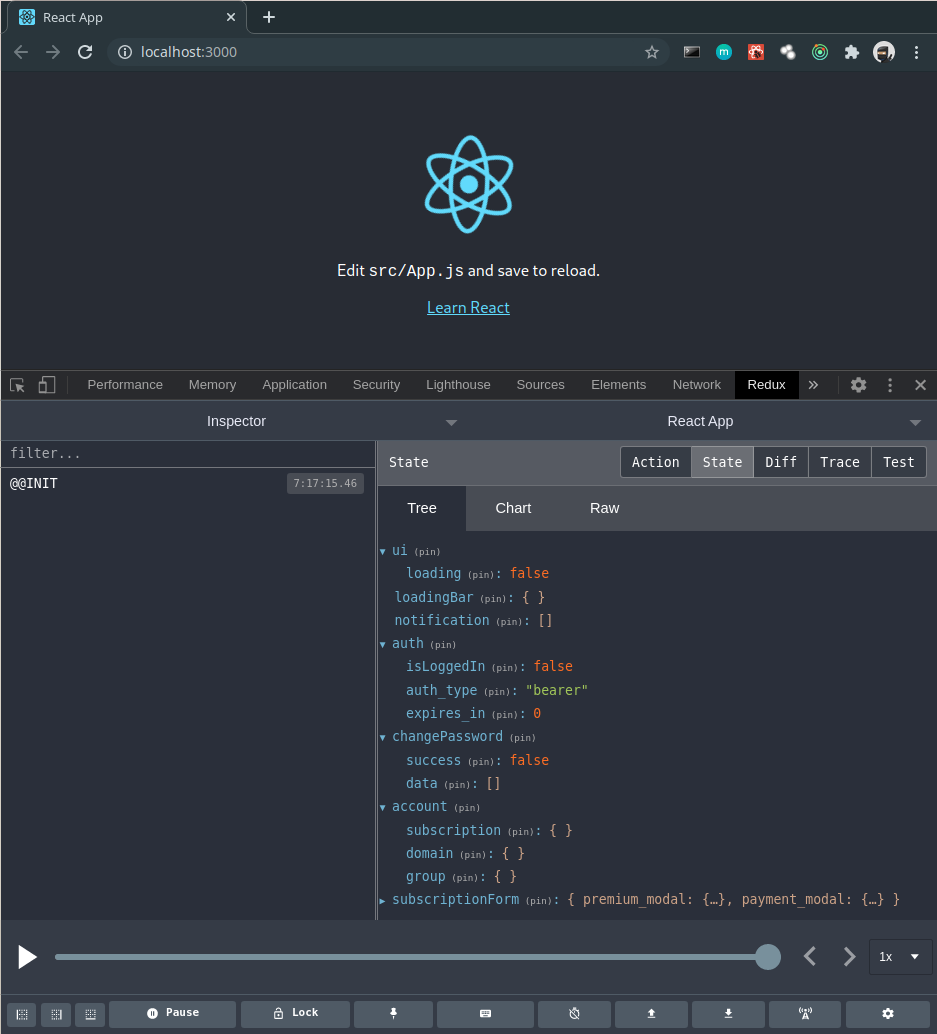 React App
localhost:3000
m
Edit src/App.js and save to reload.
Learn React
Performance Memory Application Security Lighthouse Sources Elements Network Redux
Inspector React App
filter...
@@INIT 7:17:15.46
State Action State Diff Trace Test
Tree Chart Raw
ui (pin)
loading (pin): false
loadingBar (pin): { }
notification (pin): []
auth (pin)
isLoggedIn (pin): false
auth_type (pin): "bearer"
expires_in (pin): 0
changePassword (pin)
success (pin): false
data (pin): []
account (pin)
subscription (pin): { }
domain (pin): { }
group (pin): { }
subscriptionForm (pin): { premium_modal: {…}, payment_modal: {…} }
1x
Pause Lock